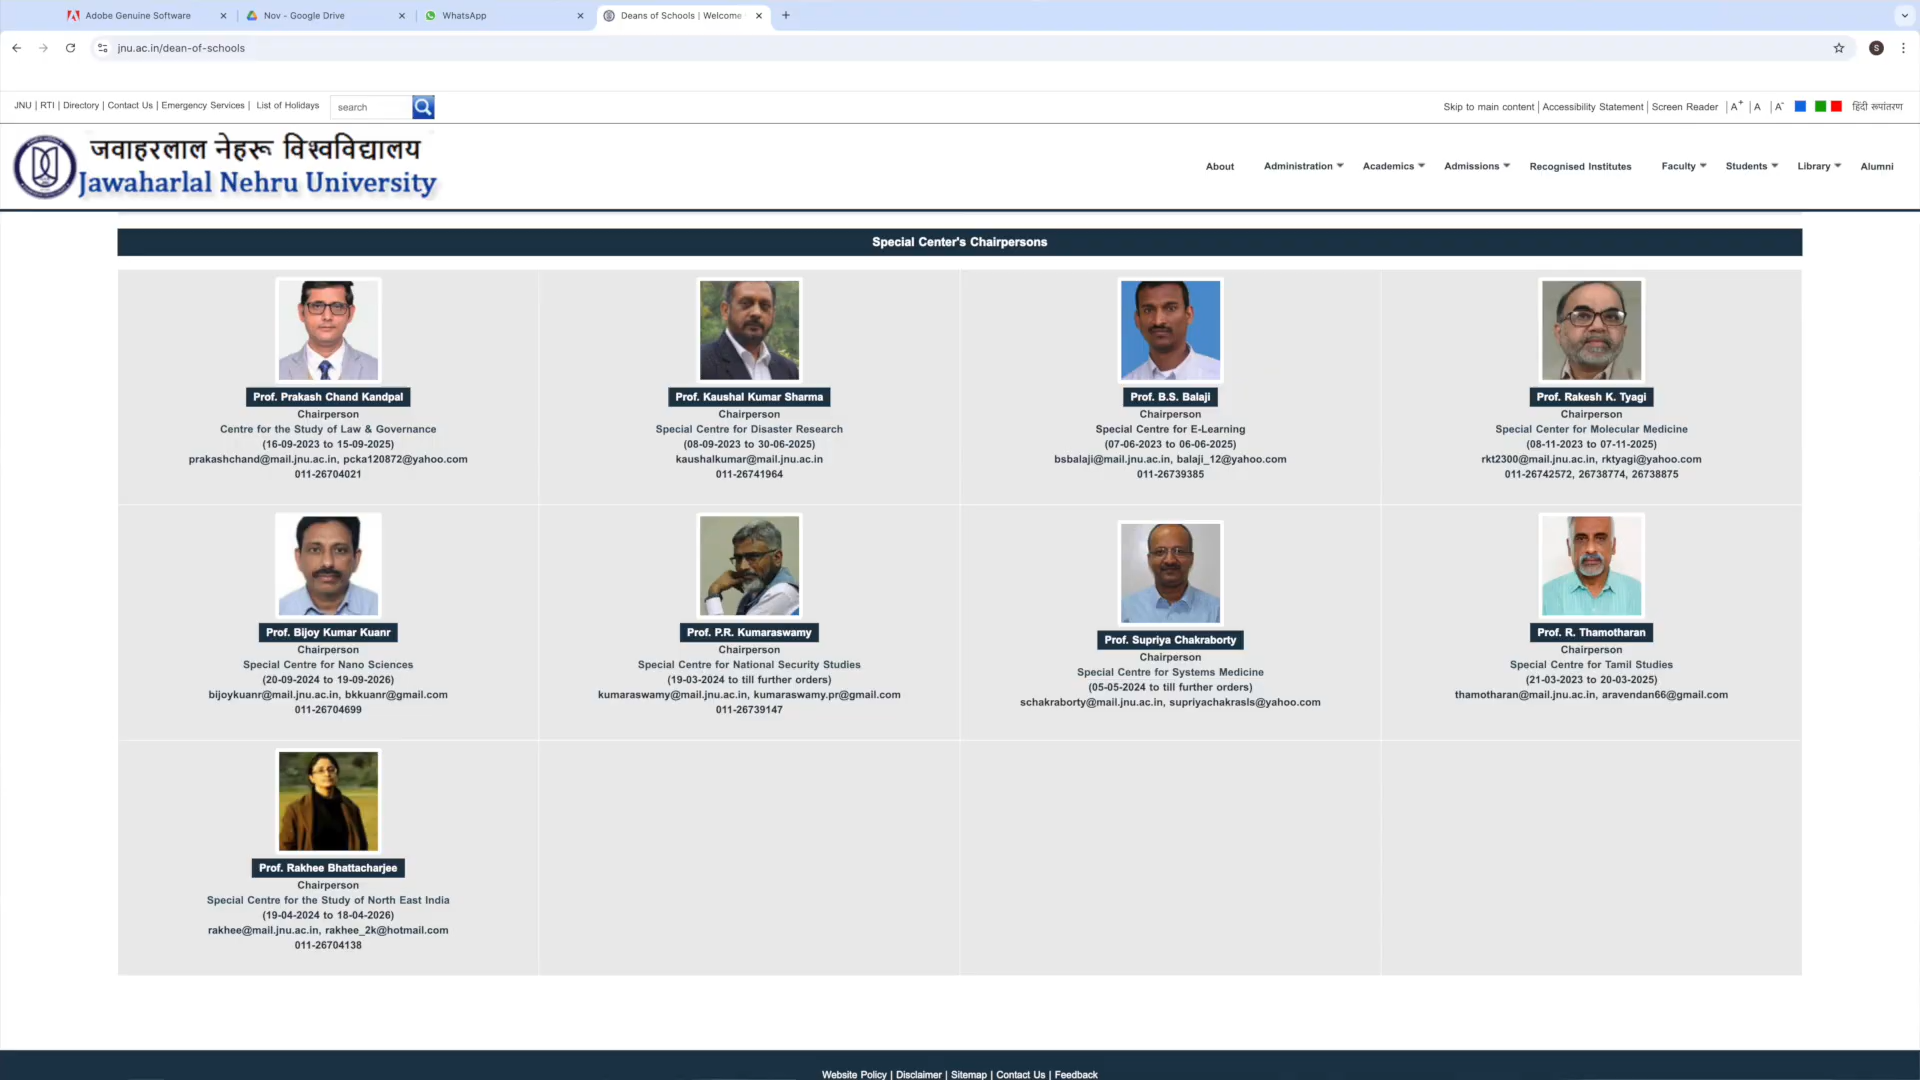 Adobe Genuine Software
Nov - Google Drive
WhatsApp
Deans of Schools | Welcome
jnu.ac.in/dean-of-schools
S
JNU | RTI | Directory | Contact Us | Emergency Services | List of Holidays
search
Skip to main content | Accessibility Statement | Screen Reader | A+ | A | A- हिंदी रूपांतरण
जवाहरलाल नेहरू विश्वविद्यालय
Jawaharlal Nehru University
About Administration Academics Admissions Recognised Institutes Faculty Students Library Alumni
Special Center's Chairpersons
Prof. Prakash Chand Kandpal
Chairperson
Centre for the Study of Law & Governance
(16-09-2023 to 15-09-2025)
prakashchand@mail.jnu.ac.in, pcka120872@yahoo.com
011-26704021
Prof. Kaushal Kumar Sharma
Chairperson
Special Centre for Disaster Research
(08-09-2023 to 30-06-2025)
kaushalkumar@mail.jnu.ac.in
011-26741964
Prof. B.S. Balaji
Chairperson
Special Centre for E-Learning
(07-06-2023 to 06-06-2025)
bsbalaji@mail.jnu.ac.in, balaji_12@yahoo.com
011-26739385
Prof. Rakesh K. Tyagi
Chairperson
Special Center for Molecular Medicine
(08-11-2023 to 07-11-2025)
rkt2300@mail.jnu.ac.in, rktyagi@yahoo.com
011-26742572, 26738774, 26738875
Prof. Bijoy Kumar Kuanr
Chairperson
Special Centre for Nano Sciences
(20-09-2024 to 19-09-2026)
bijoykuanr@mail.jnu.ac.in, bkkuanr@gmail.com
011-26704699
Prof. P.R. Kumaraswamy
Chairperson
Special Centre for National Security Studies
(19-03-2024 to till further orders)
kumaraswamy@mail.jnu.ac.in, kumaraswamy.pr@gmail.com
011-26739147
Prof. Supriya Chakraborty
Chairperson
Special Centre for Systems Medicine
(05-05-2024 to till further orders)
schakraborty@mail.jnu.ac.in, supriyachakrasls@yahoo.com
Prof. R. Thamotharan
Chairperson
Special Centre for Tamil Studies
(21-03-2023 to 20-03-2025)
thamotharan@mail.jnu.ac.in, aravendan66@gmail.com
Prof. Rakhee Bhattacharjee
Chairperson
Special Centre for the Study of North East India
(19-04-2024 to 18-04-2026)
rakhee@mail.jnu.ac.in, rakhee_2k@hotmail.com
011-26704138
Website Policy | Disclaimer | Sitemap | Contact Us | Feedback